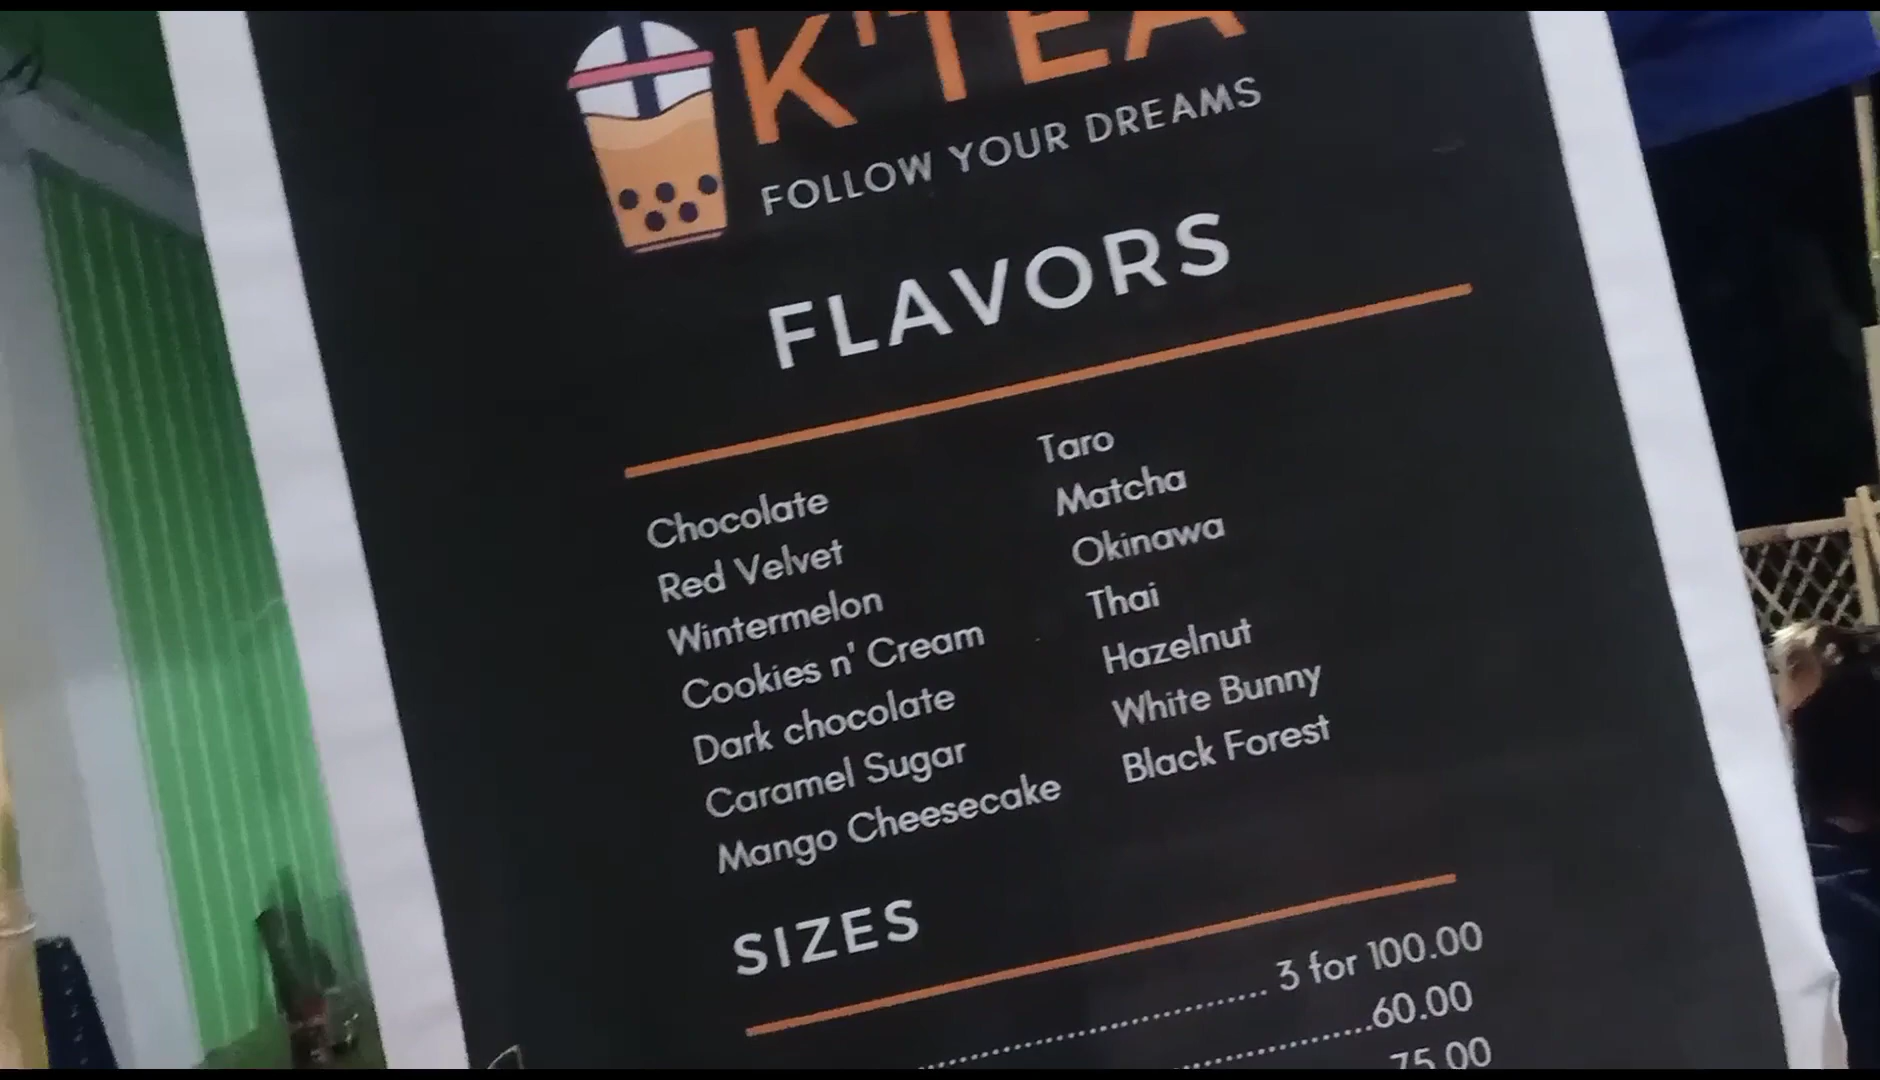 K'TEA
FOLLOW YOUR DREAMS
FLAVORS
Chocolate
Red Velvet
Wintermelon
Cookies n' Cream
Dark chocolate
Caramel Sugar
Mango Cheesecake
Taro
Matcha
Okinawa
Thai
Hazelnut
White Bunny
Black Forest
SIZES
.......................................... 3 for 100.00
.......................60.00
75.00